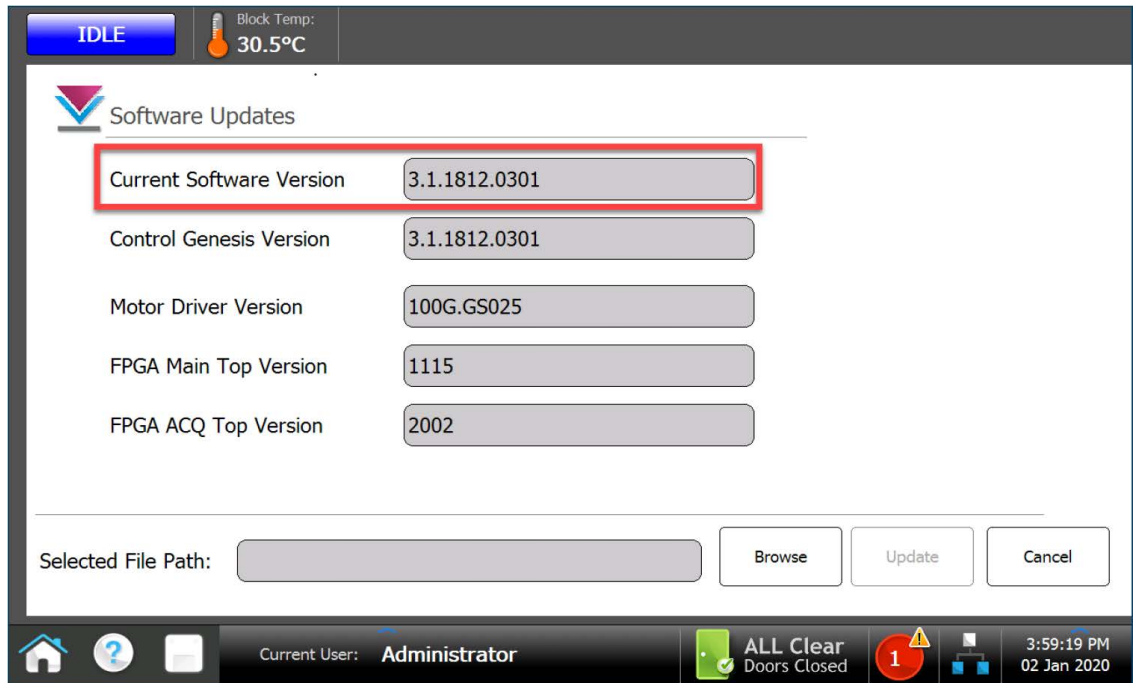 IDLE
Block Temp:
30.5°C
Software Updates
Current Software Version 3.1.1812.0301
Control Genesis Version 3.1.1812.0301
Motor Driver Version 100G.GS025
FPGA Main Top Version 1115
FPGA ACQ Top Version 2002
Selected File Path: Browse Update Cancel
? Current User: Administrator
ALL Clear
Doors Closed
1
3:59:19 PM
02 Jan 2020